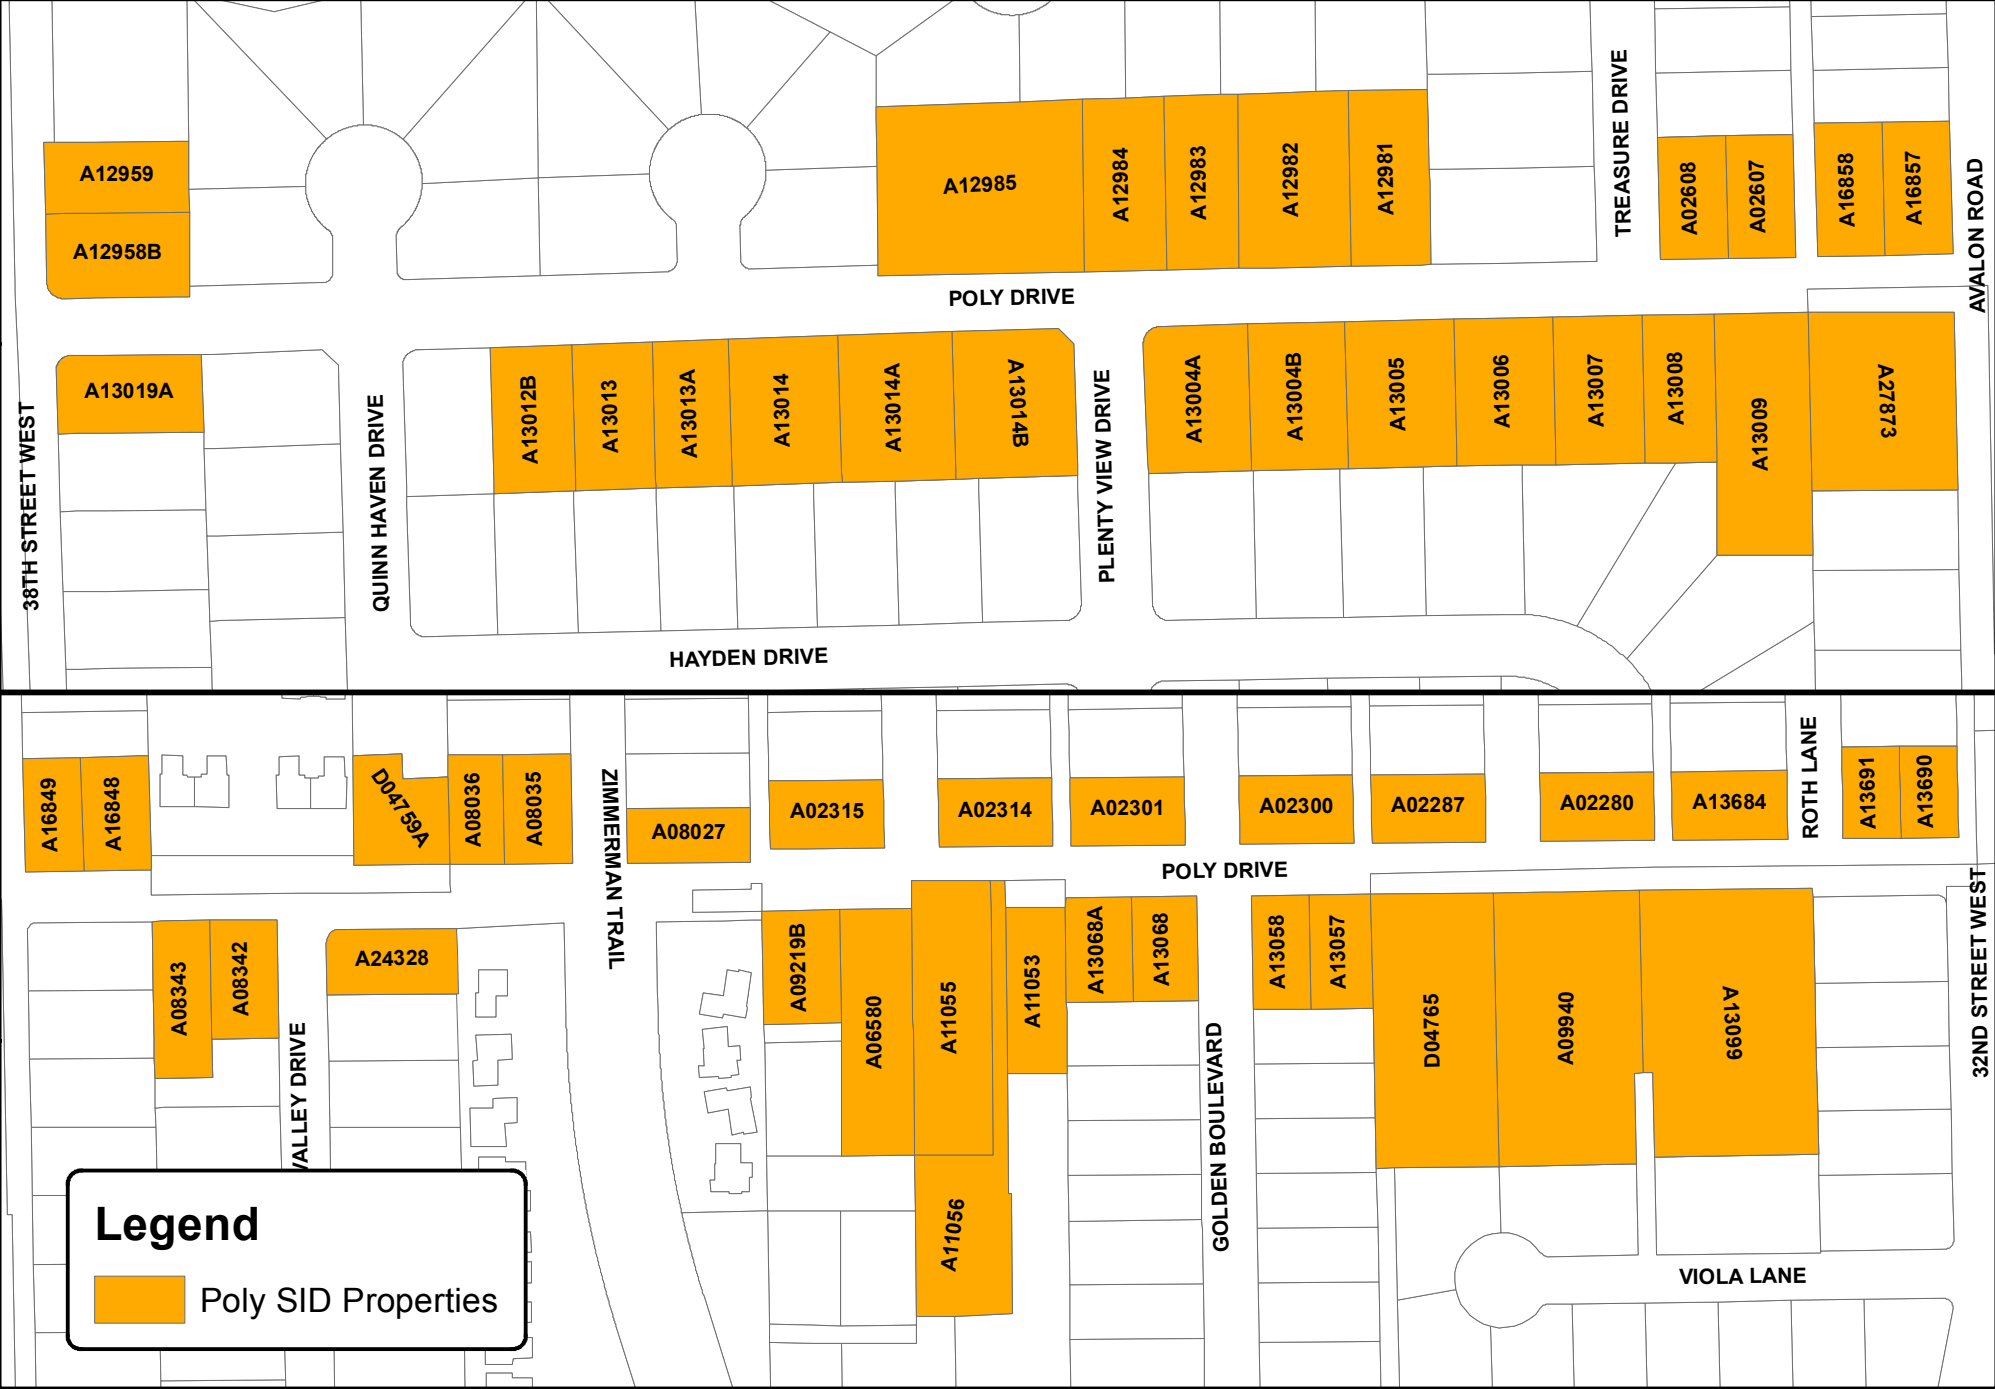 A12959
A12958B
A12985
A12984
A12983
A12982
A12981
TREASURE DRIVE
A02608
A02607
A16858
A16857
AVALON ROAD
POLY DRIVE
38TH STREET WEST
A13019A
QUINN HAVEN DRIVE
A13012B
A13013
A13013A
A13014
A13014A
A13014B
PLENTY VIEW DRIVE
A13004A
A13004B
A13005
A13006
A13007
A13008
A13009
A27873
HAYDEN DRIVE
A16849
A16848
D04759A
A08036
A08035
ZIMMERMAN TRAIL
A08027
A02315
A02314
A02301
A02300
A02287
A02280
A13684
ROTH LANE
A13691
A13690
POLY DRIVE
32ND STREET WEST
A08343
A08342
VALLEY DRIVE
A24328
A09219B
A06580
A11055
A11053
A11056
A13068A
A13068
GOLDEN BOULEVARD
A13058
A13057
D04765
A09940
A13099
VIOLA LANE
Legend
Poly SID Properties